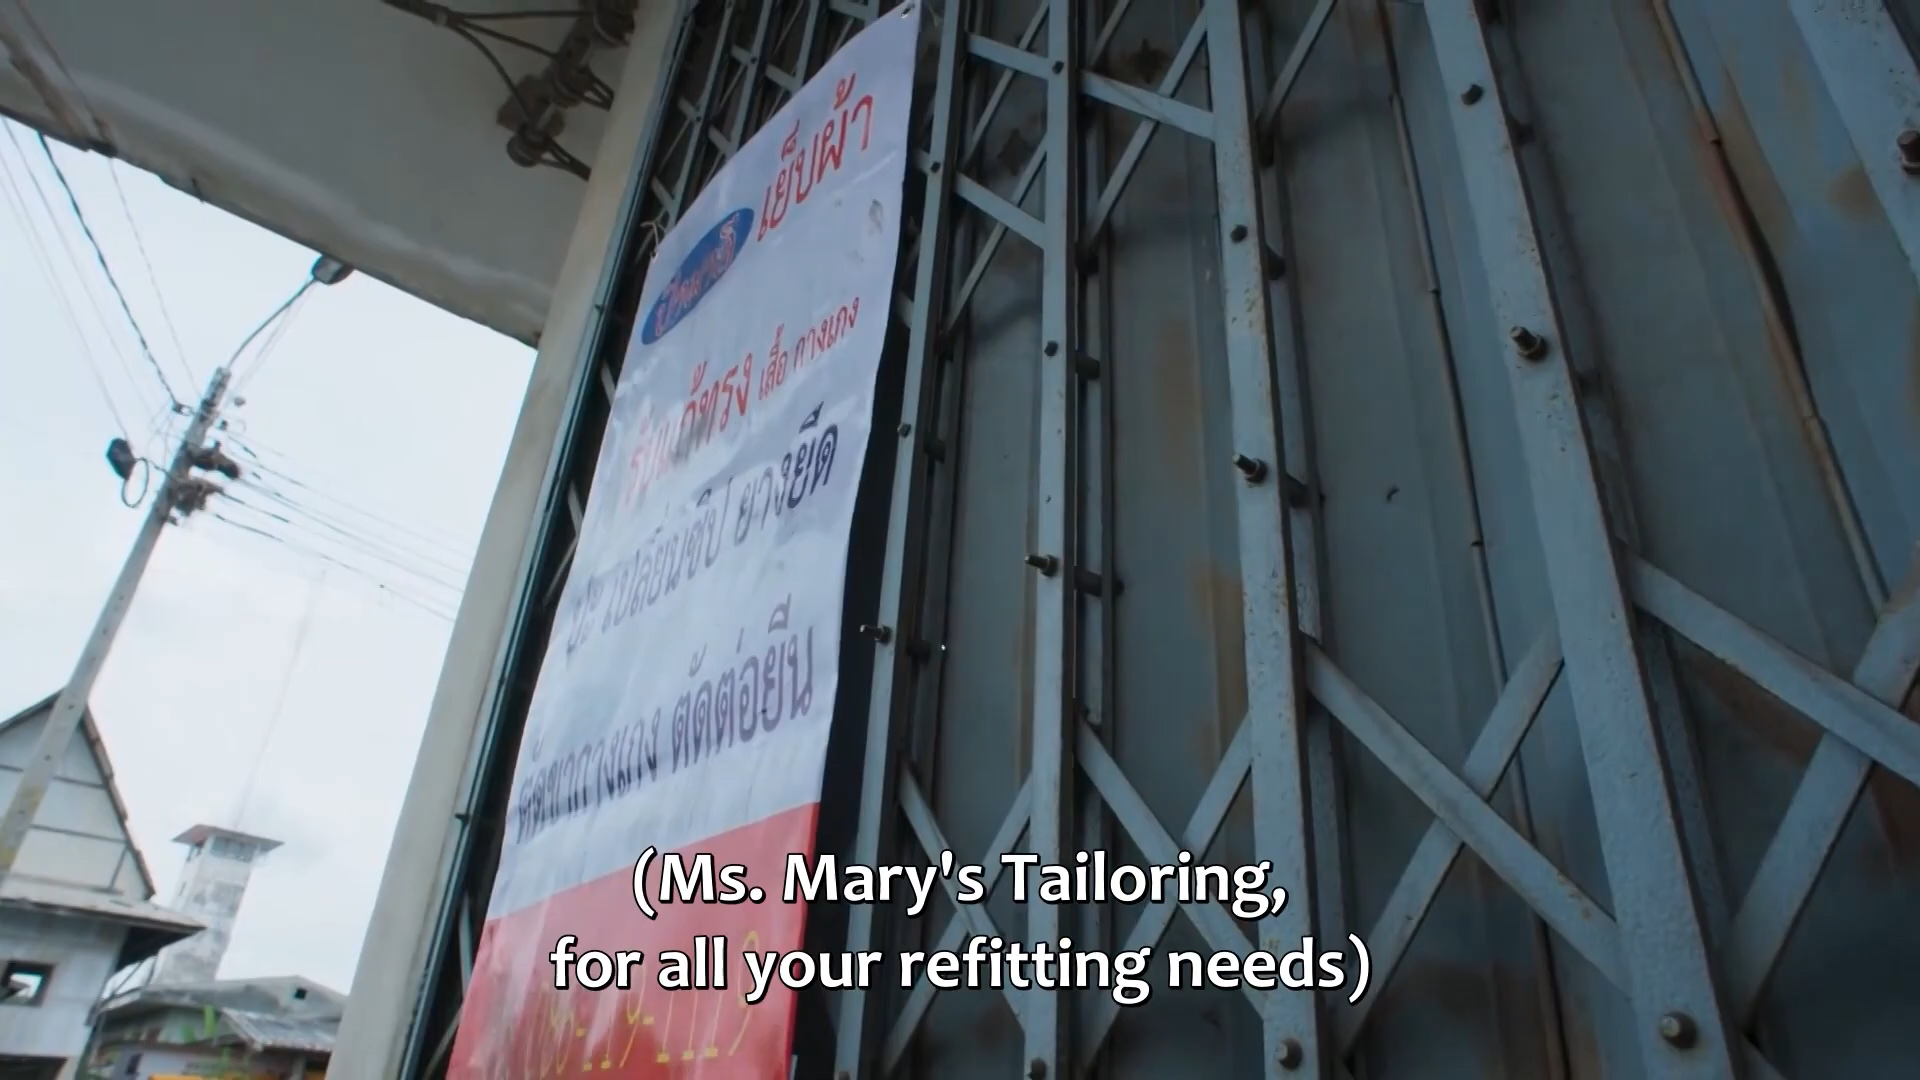 เย็บผ้า
รับแก้ทรง เสื้อ กางเกง
ปะ เปลี่ยนซิป ยางยืด
ตัดขากางเกง ตัดต่อยีน
(Ms. Mary's Tailoring,
for all your refitting needs)